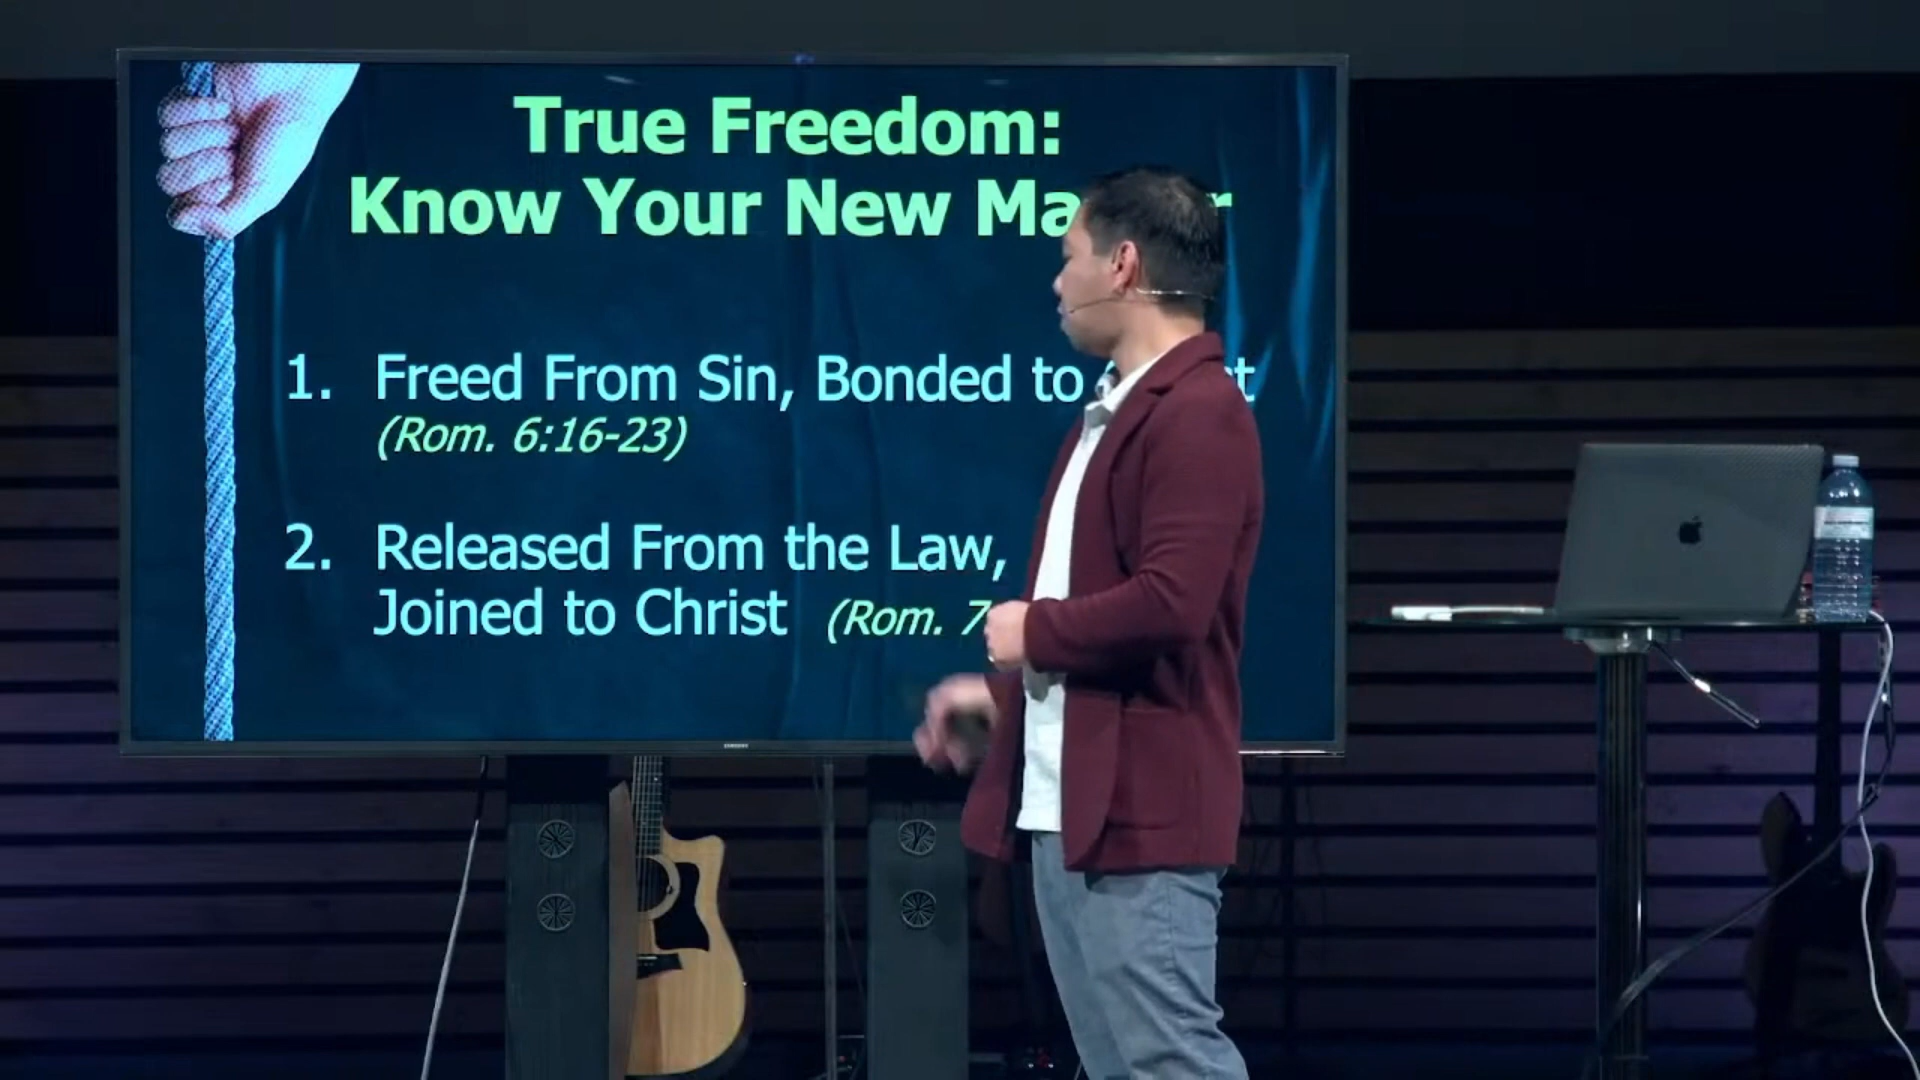 True Freedom:
Know Your New
1. Freed From Sin, Bonded to
(Rom. 6:16-23)
2. Released From the Law,
Joined to Christ (Rom. 7
SAMSUNG